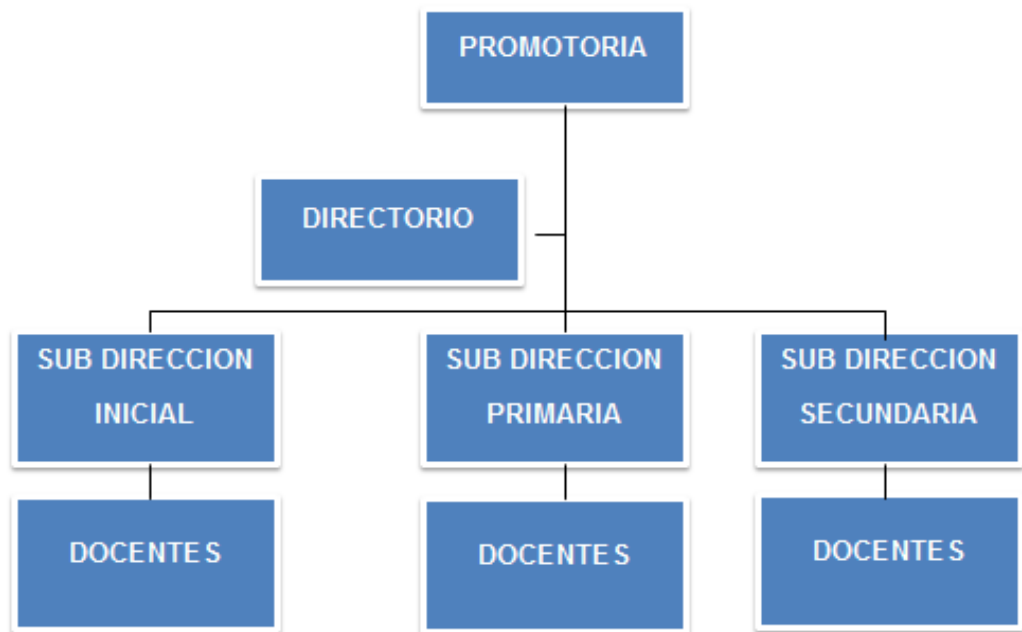 PROMOTORIA
DIRECTORIO
SUB DIRECCION
INICIAL
SUB DIRECCION
PRIMARIA
SUB DIRECCION
SECUNDARIA
DOCENTES
DOCENTES
DOCENTES